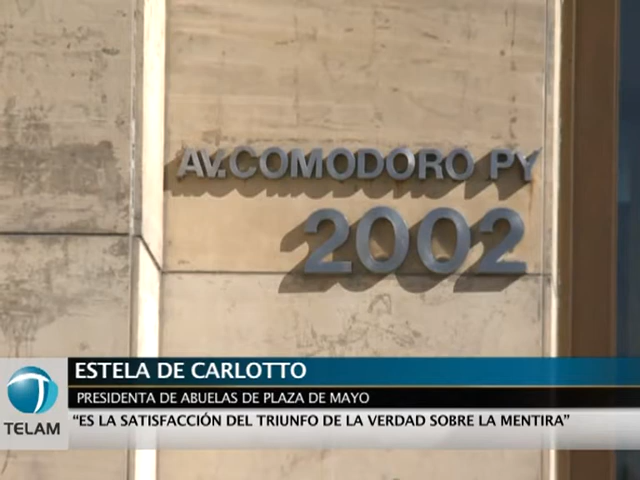 AV. COMODORO PY
2002
ESTELA DE CARLOTTO
PRESIDENTA DE ABUELAS DE PLAZA DE MAYO
TELAM
“ES LA SATISFACCIÓN DEL TRIUNFO DE LA VERDAD SOBRE LA MENTIRA”